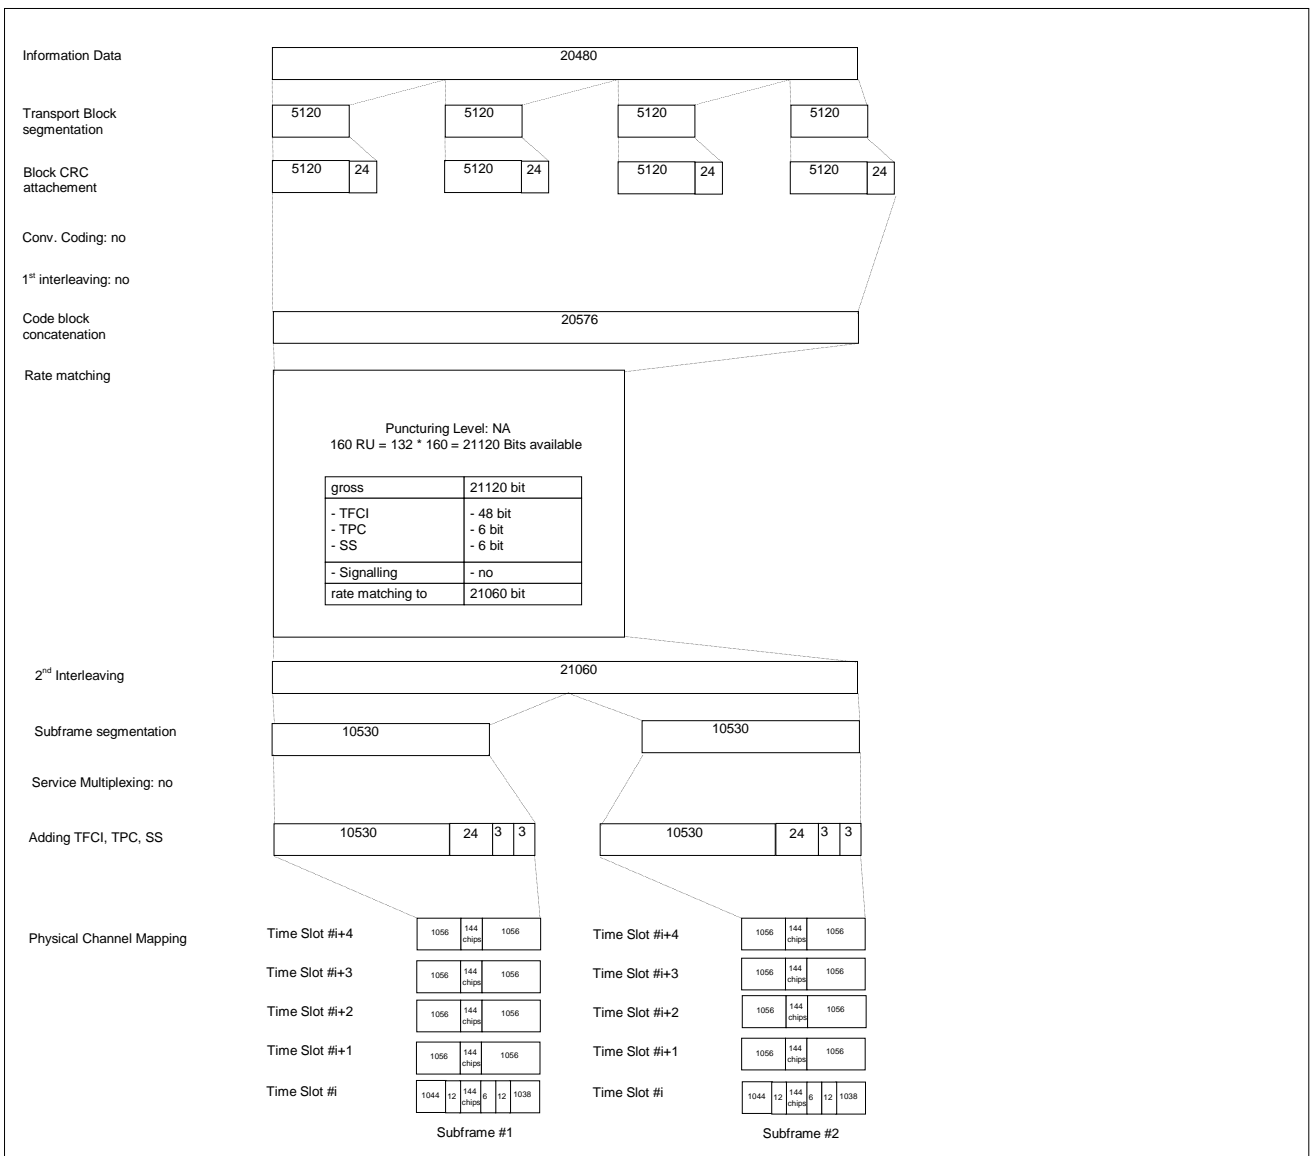 Information Data
20480
Transport Block
segmentation
5120 5120 5120 5120
Block CRC
attachement
5120 24 5120 24 5120 24 5120 24
Conv. Coding: no
1st interleaving: no
Code block
concatenation
20576
Rate matching
Puncturing Level: NA
160 RU = 132 * 160 = 21120 Bits available
gross 21120 bit
- TFCI - 48 bit
- TPC - 6 bit
- SS - 6 bit
- Signalling - no
rate matching to 21060 bit
2nd Interleaving
21060
Subframe segmentation
10530 10530
Service Multiplexing: no
Adding TFCI, TPC, SS
10530 24 3 3 10530 24 3 3
Physical Channel Mapping
Time Slot #i+4 1056 144 chips 1056 Time Slot #i+4 1056 144 chips 1056
Time Slot #i+3 1056 144 chips 1056 Time Slot #i+3 1056 144 chips 1056
Time Slot #i+2 1056 144 chips 1056 Time Slot #i+2 1056 144 chips 1056
Time Slot #i+1 1056 144 chips 1056 Time Slot #i+1 1056 144 chips 1056
Time Slot #i 1044 12 144 chips 6 12 1038 Time Slot #i 1044 12 144 chips 6 12 1038
Subframe #1 Subframe #2